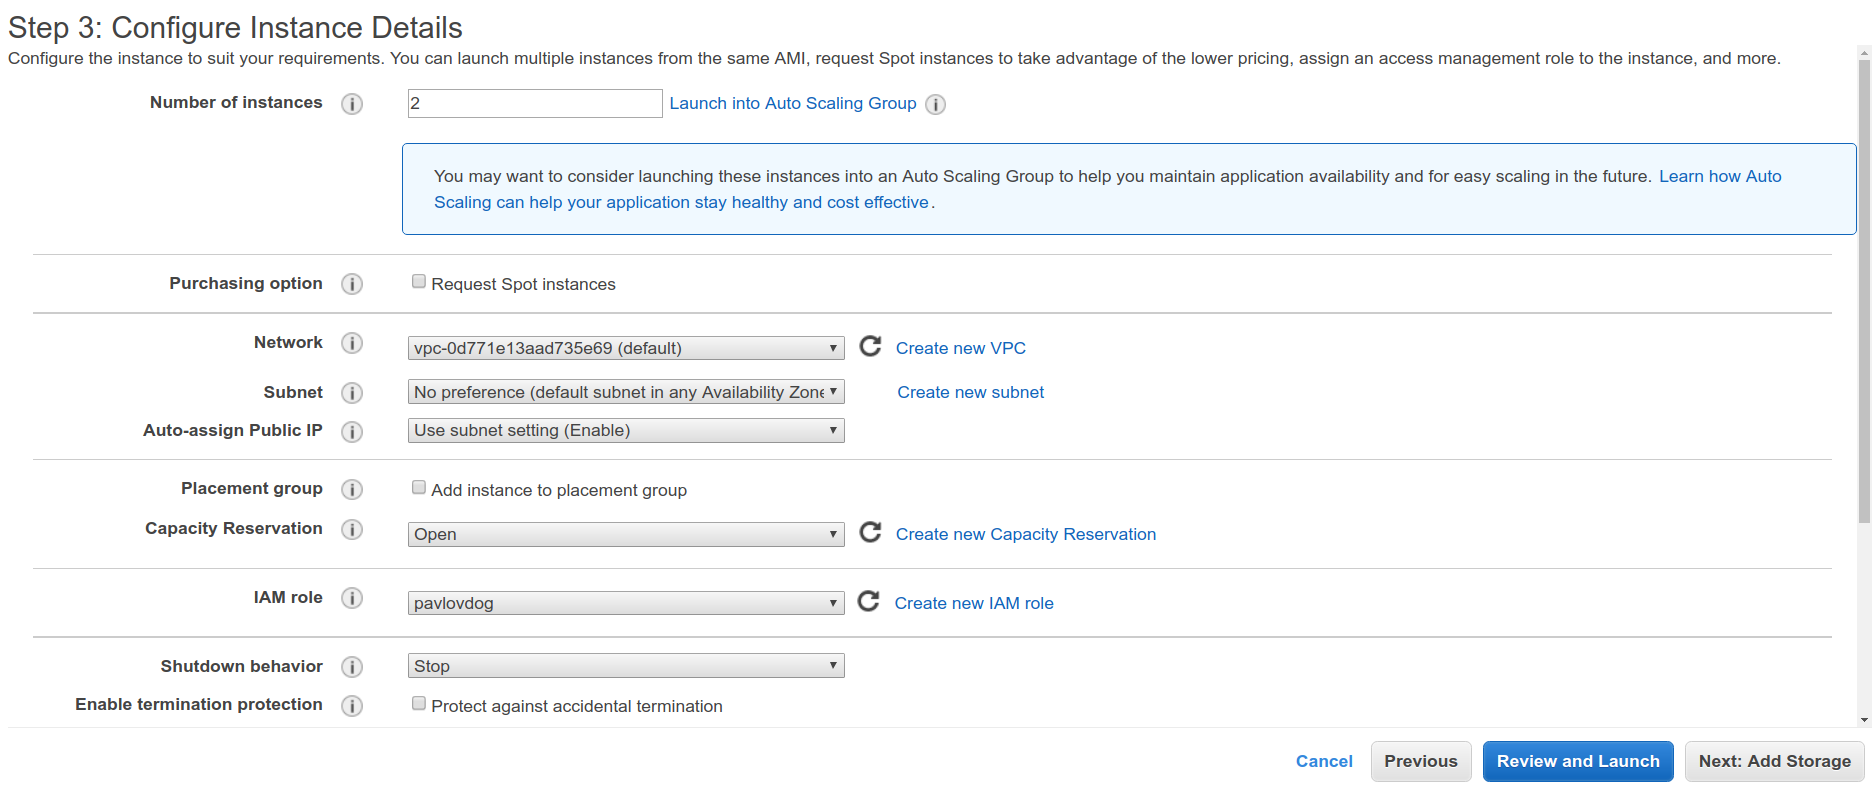 Step 3: Configure Instance Details
Configure the instance to suit your requirements. You can launch multiple instances from the same AMI, request Spot instances to take advantage of the lower pricing, assign an access management role to the instance, and more.
Number of instances 2 Launch into Auto Scaling Group
You may want to consider launching these instances into an Auto Scaling Group to help you maintain application availability and for easy scaling in the future. Learn how Auto
Scaling can help your application stay healthy and cost effective.
Purchasing option Request Spot instances
Network vpc-0d771e13aad735e69 (default) Create new VPC
Subnet No preference (default subnet in any Availability Zone Create new subnet
Auto-assign Public IP Use subnet setting (Enable)
Placement group Add instance to placement group
Capacity Reservation Open Create new Capacity Reservation
IAM role pavlovdog Create new IAM role
Shutdown behavior Stop
Enable termination protection Protect against accidental termination
Cancel Previous Review and Launch Next: Add Storage